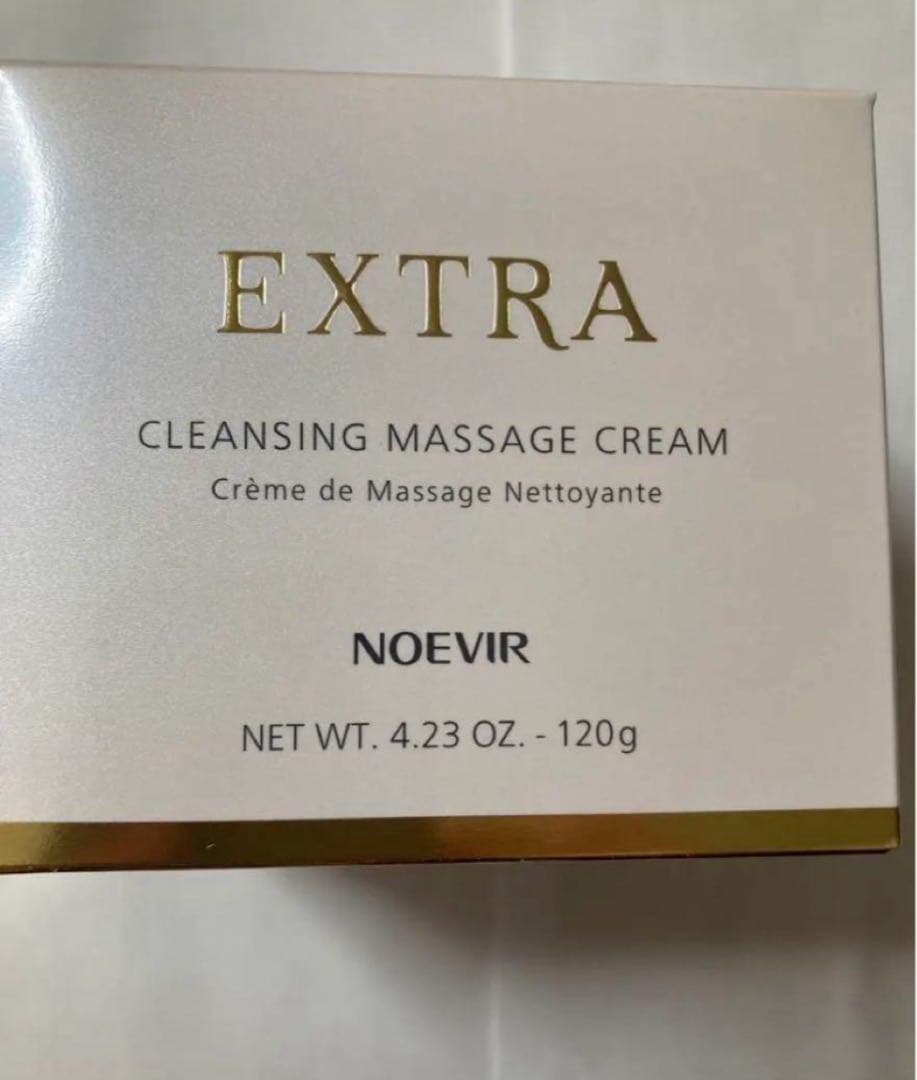 EXTRA
CLEANSING MASSAGE CREAM
Crème de Massage Nettoyante
NOEVIR
NET WT. 4.23 OZ. - 120g